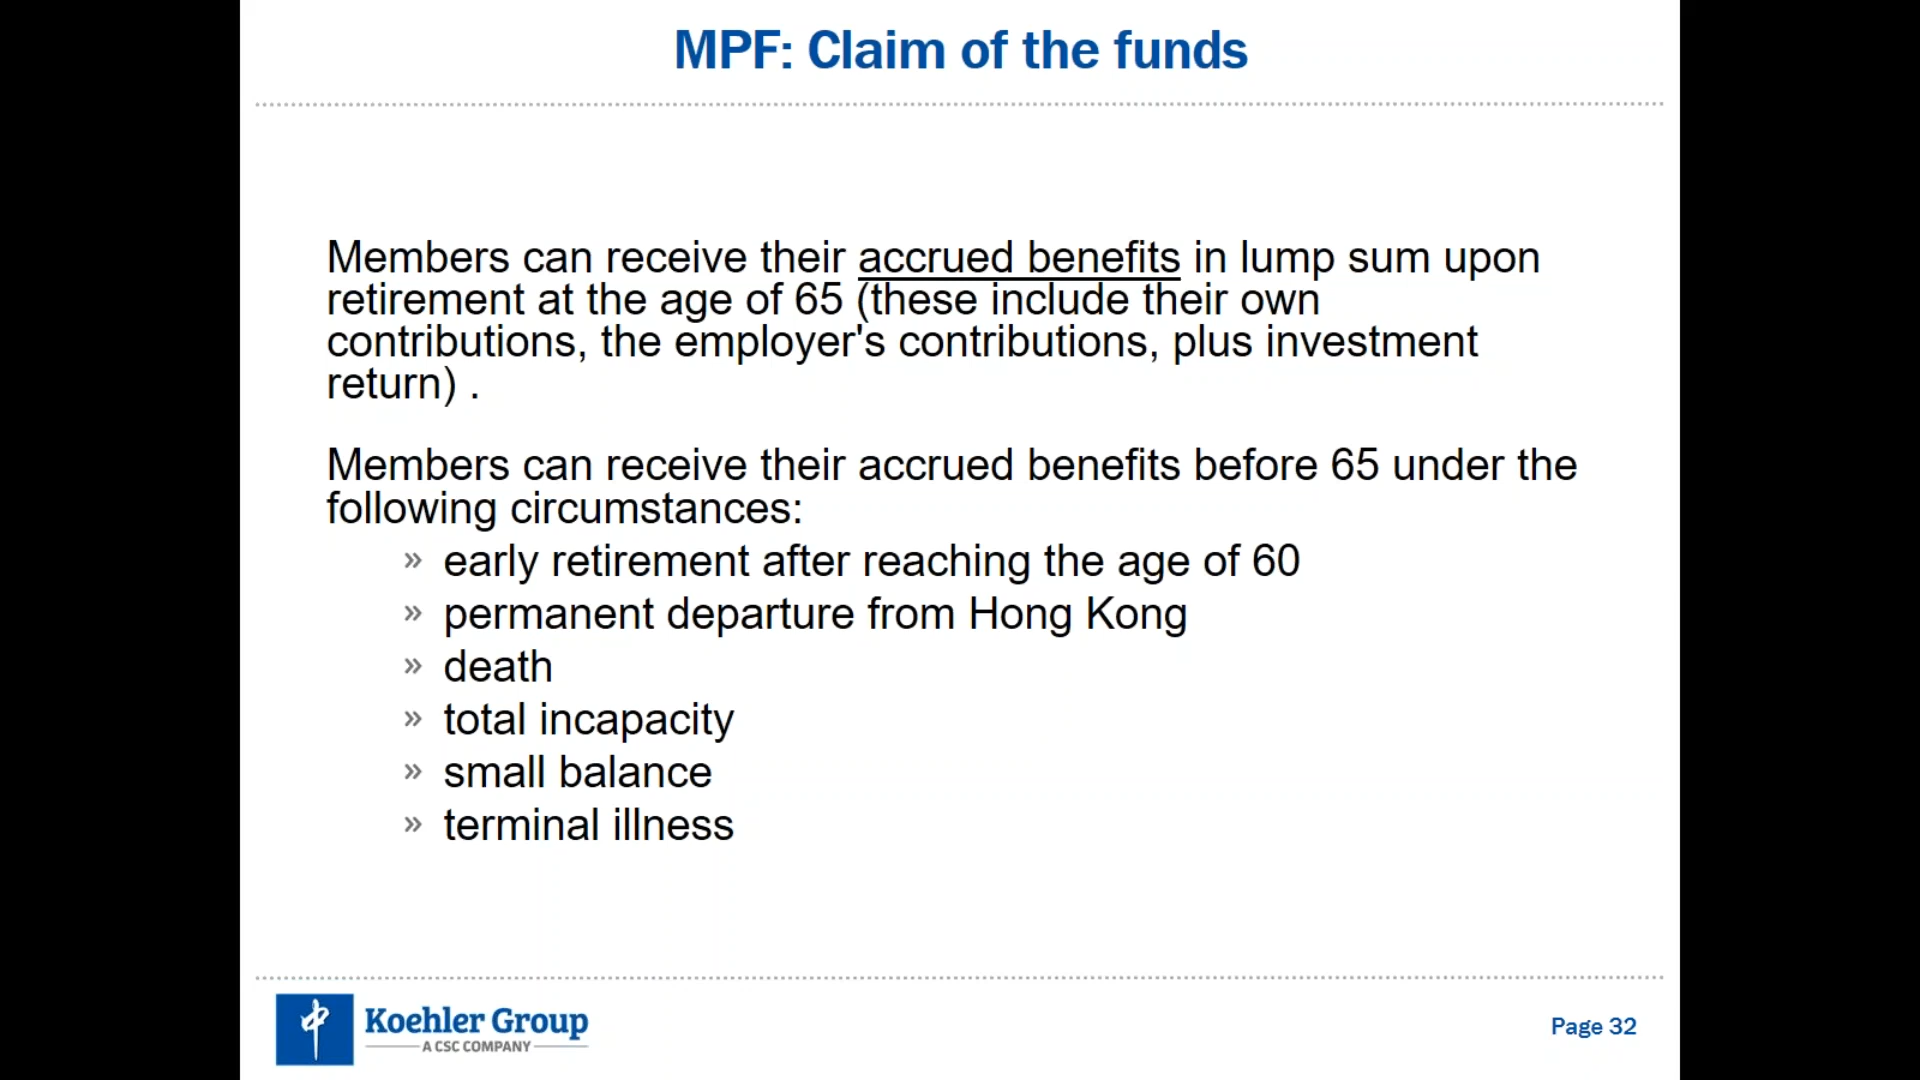 MPF: Claim of the funds
Members can receive their accrued benefits in lump sum upon
retirement at the age of 65 (these include their own
contributions, the employer's contributions, plus investment
return) .
Members can receive their accrued benefits before 65 under the
following circumstances:
» early retirement after reaching the age of 60
» permanent departure from Hong Kong
» death
» total incapacity
» small balance
» terminal illness
Koehler Group
A CSC COMPANY
Page 32